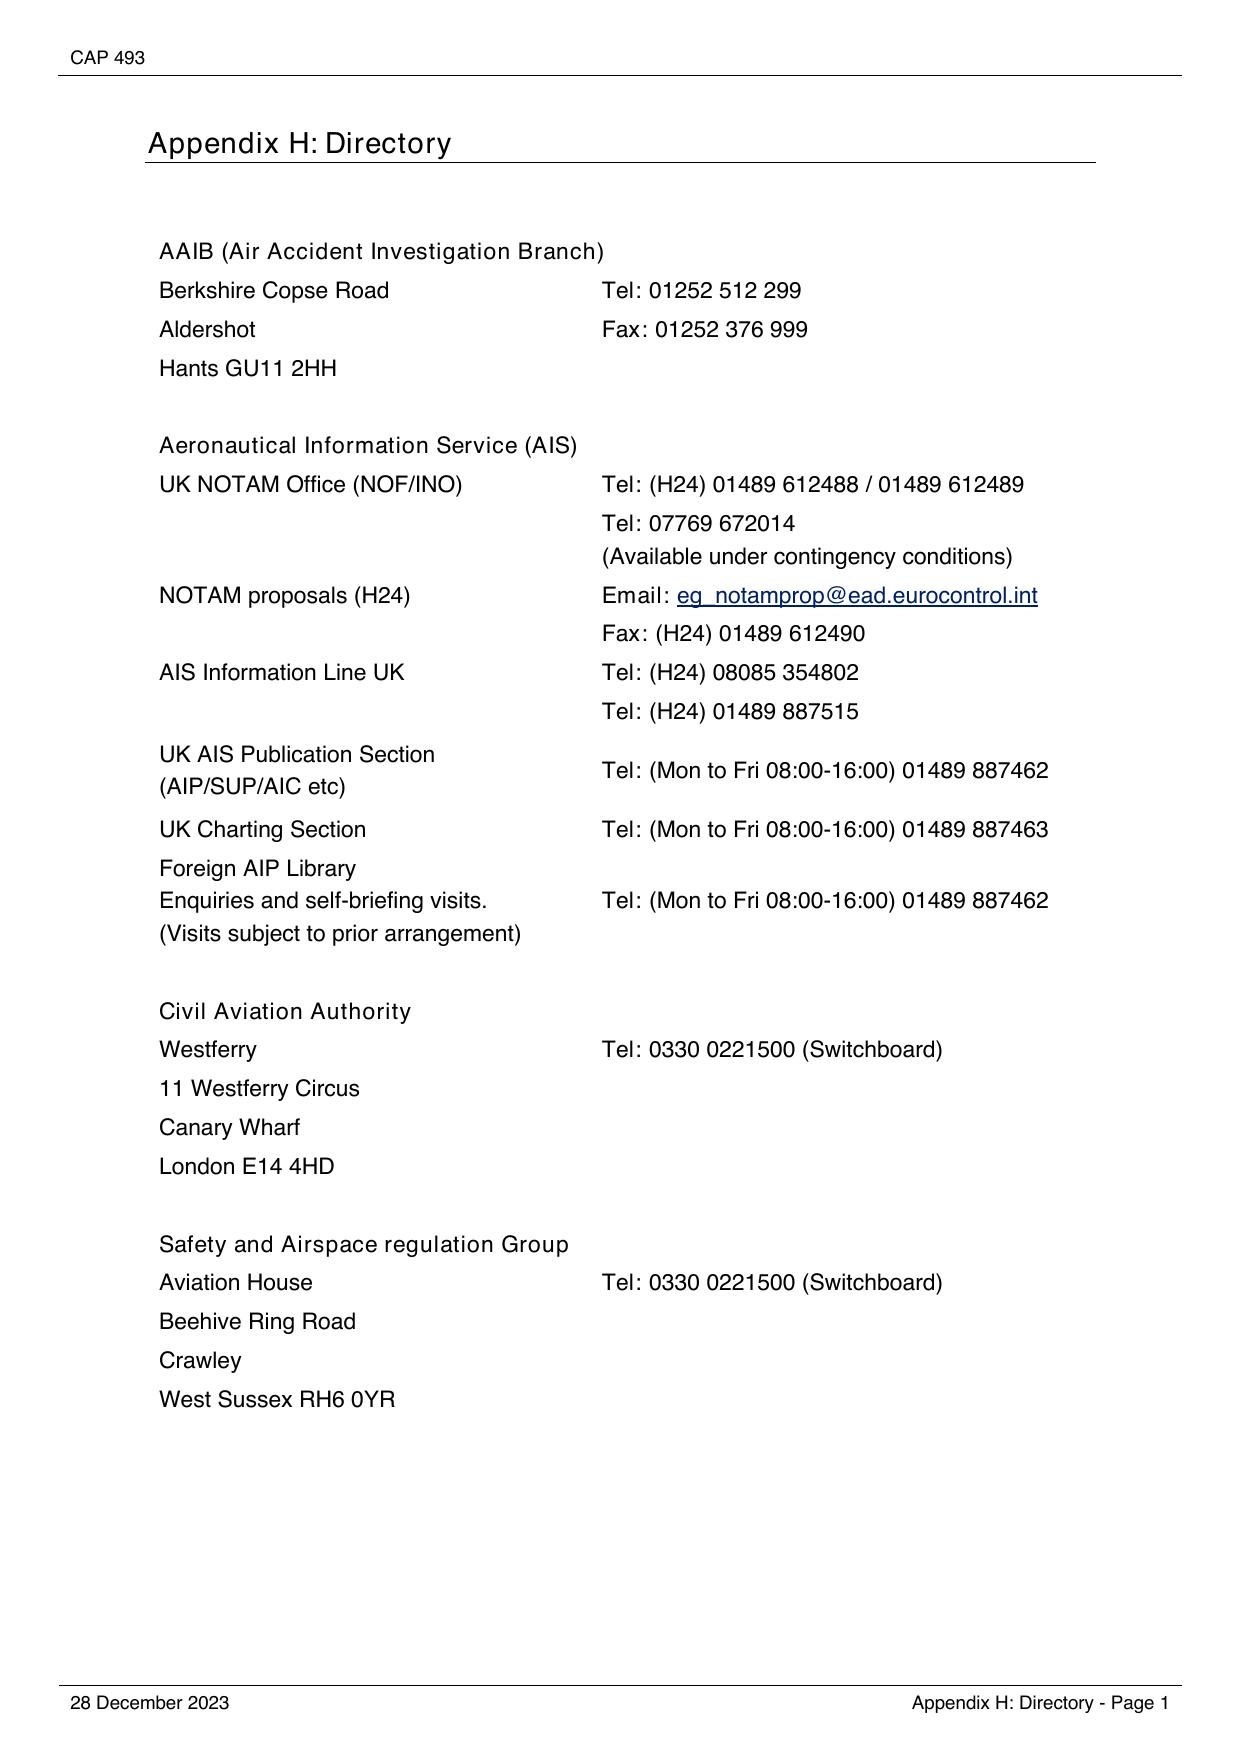 CAP 493
Appendix H: Directory
AAIB (Air Accident Investigation Branch)
Berkshire Copse Road Tel: 01252 512 299
Aldershot Fax: 01252 376 999
Hants GU11 2HH
Aeronautical Information Service (AIS)
UK NOTAM Office (NOF/INO) Tel: (H24) 01489 612488 / 01489 612489
Tel: 07769 672014
(Available under contingency conditions)
NOTAM proposals (H24) Email: eg_notamprop@ead.eurocontrol.int
Fax: (H24) 01489 612490
AIS Information Line UK Tel: (H24) 08085 354802
Tel: (H24) 01489 887515
UK AIS Publication Section
(AIP/SUP/AIC etc)
Tel: (Mon to Fri 08:00-16:00) 01489 887462
UK Charting Section Tel: (Mon to Fri 08:00-16:00) 01489 887463
Foreign AIP Library
Enquiries and self-briefing visits. Tel: (Mon to Fri 08:00-16:00) 01489 887462
(Visits subject to prior arrangement)
Civil Aviation Authority
Westferry Tel: 0330 0221500 (Switchboard)
11 Westferry Circus
Canary Wharf
London E14 4HD
Safety and Airspace regulation Group
Aviation House Tel: 0330 0221500 (Switchboard)
Beehive Ring Road
Crawley
West Sussex RH6 0YR
28 December 2023 Appendix H: Directory - Page 1